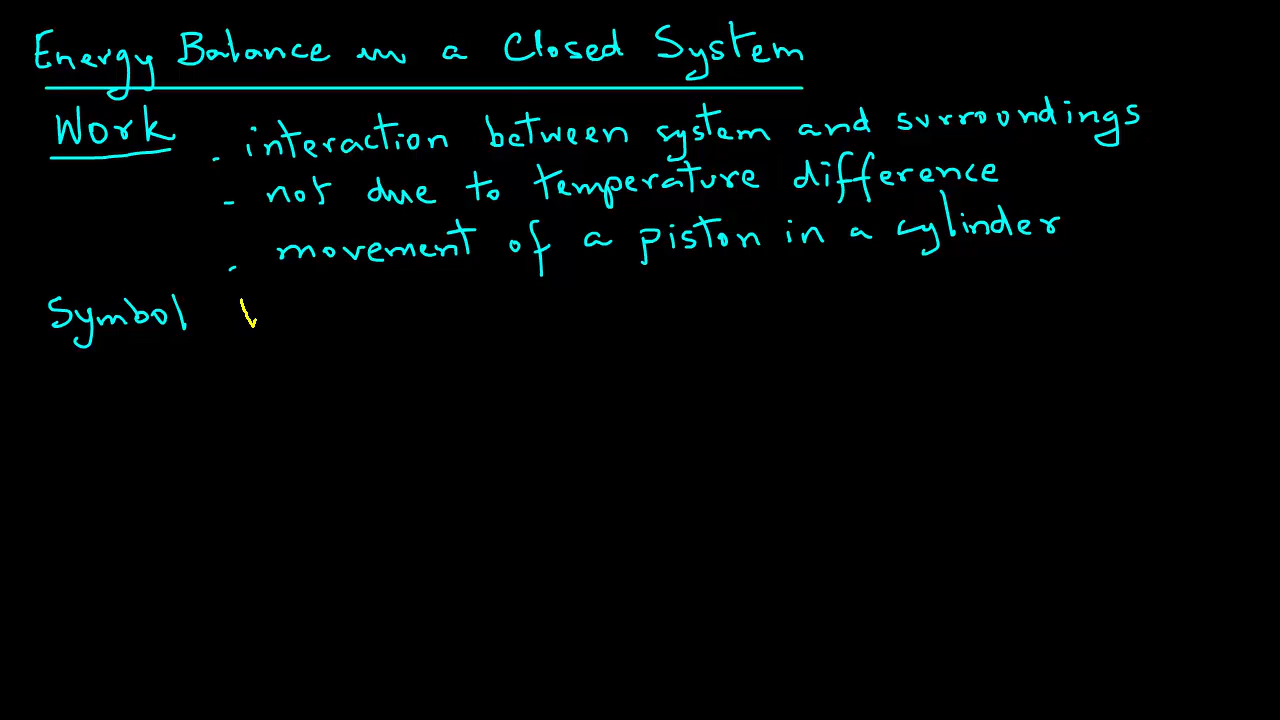 Energy Balance in a Closed System
Work . interaction between system and surroundings
- not due to temperature difference
. movement of a piston in a cylinder
Symbol